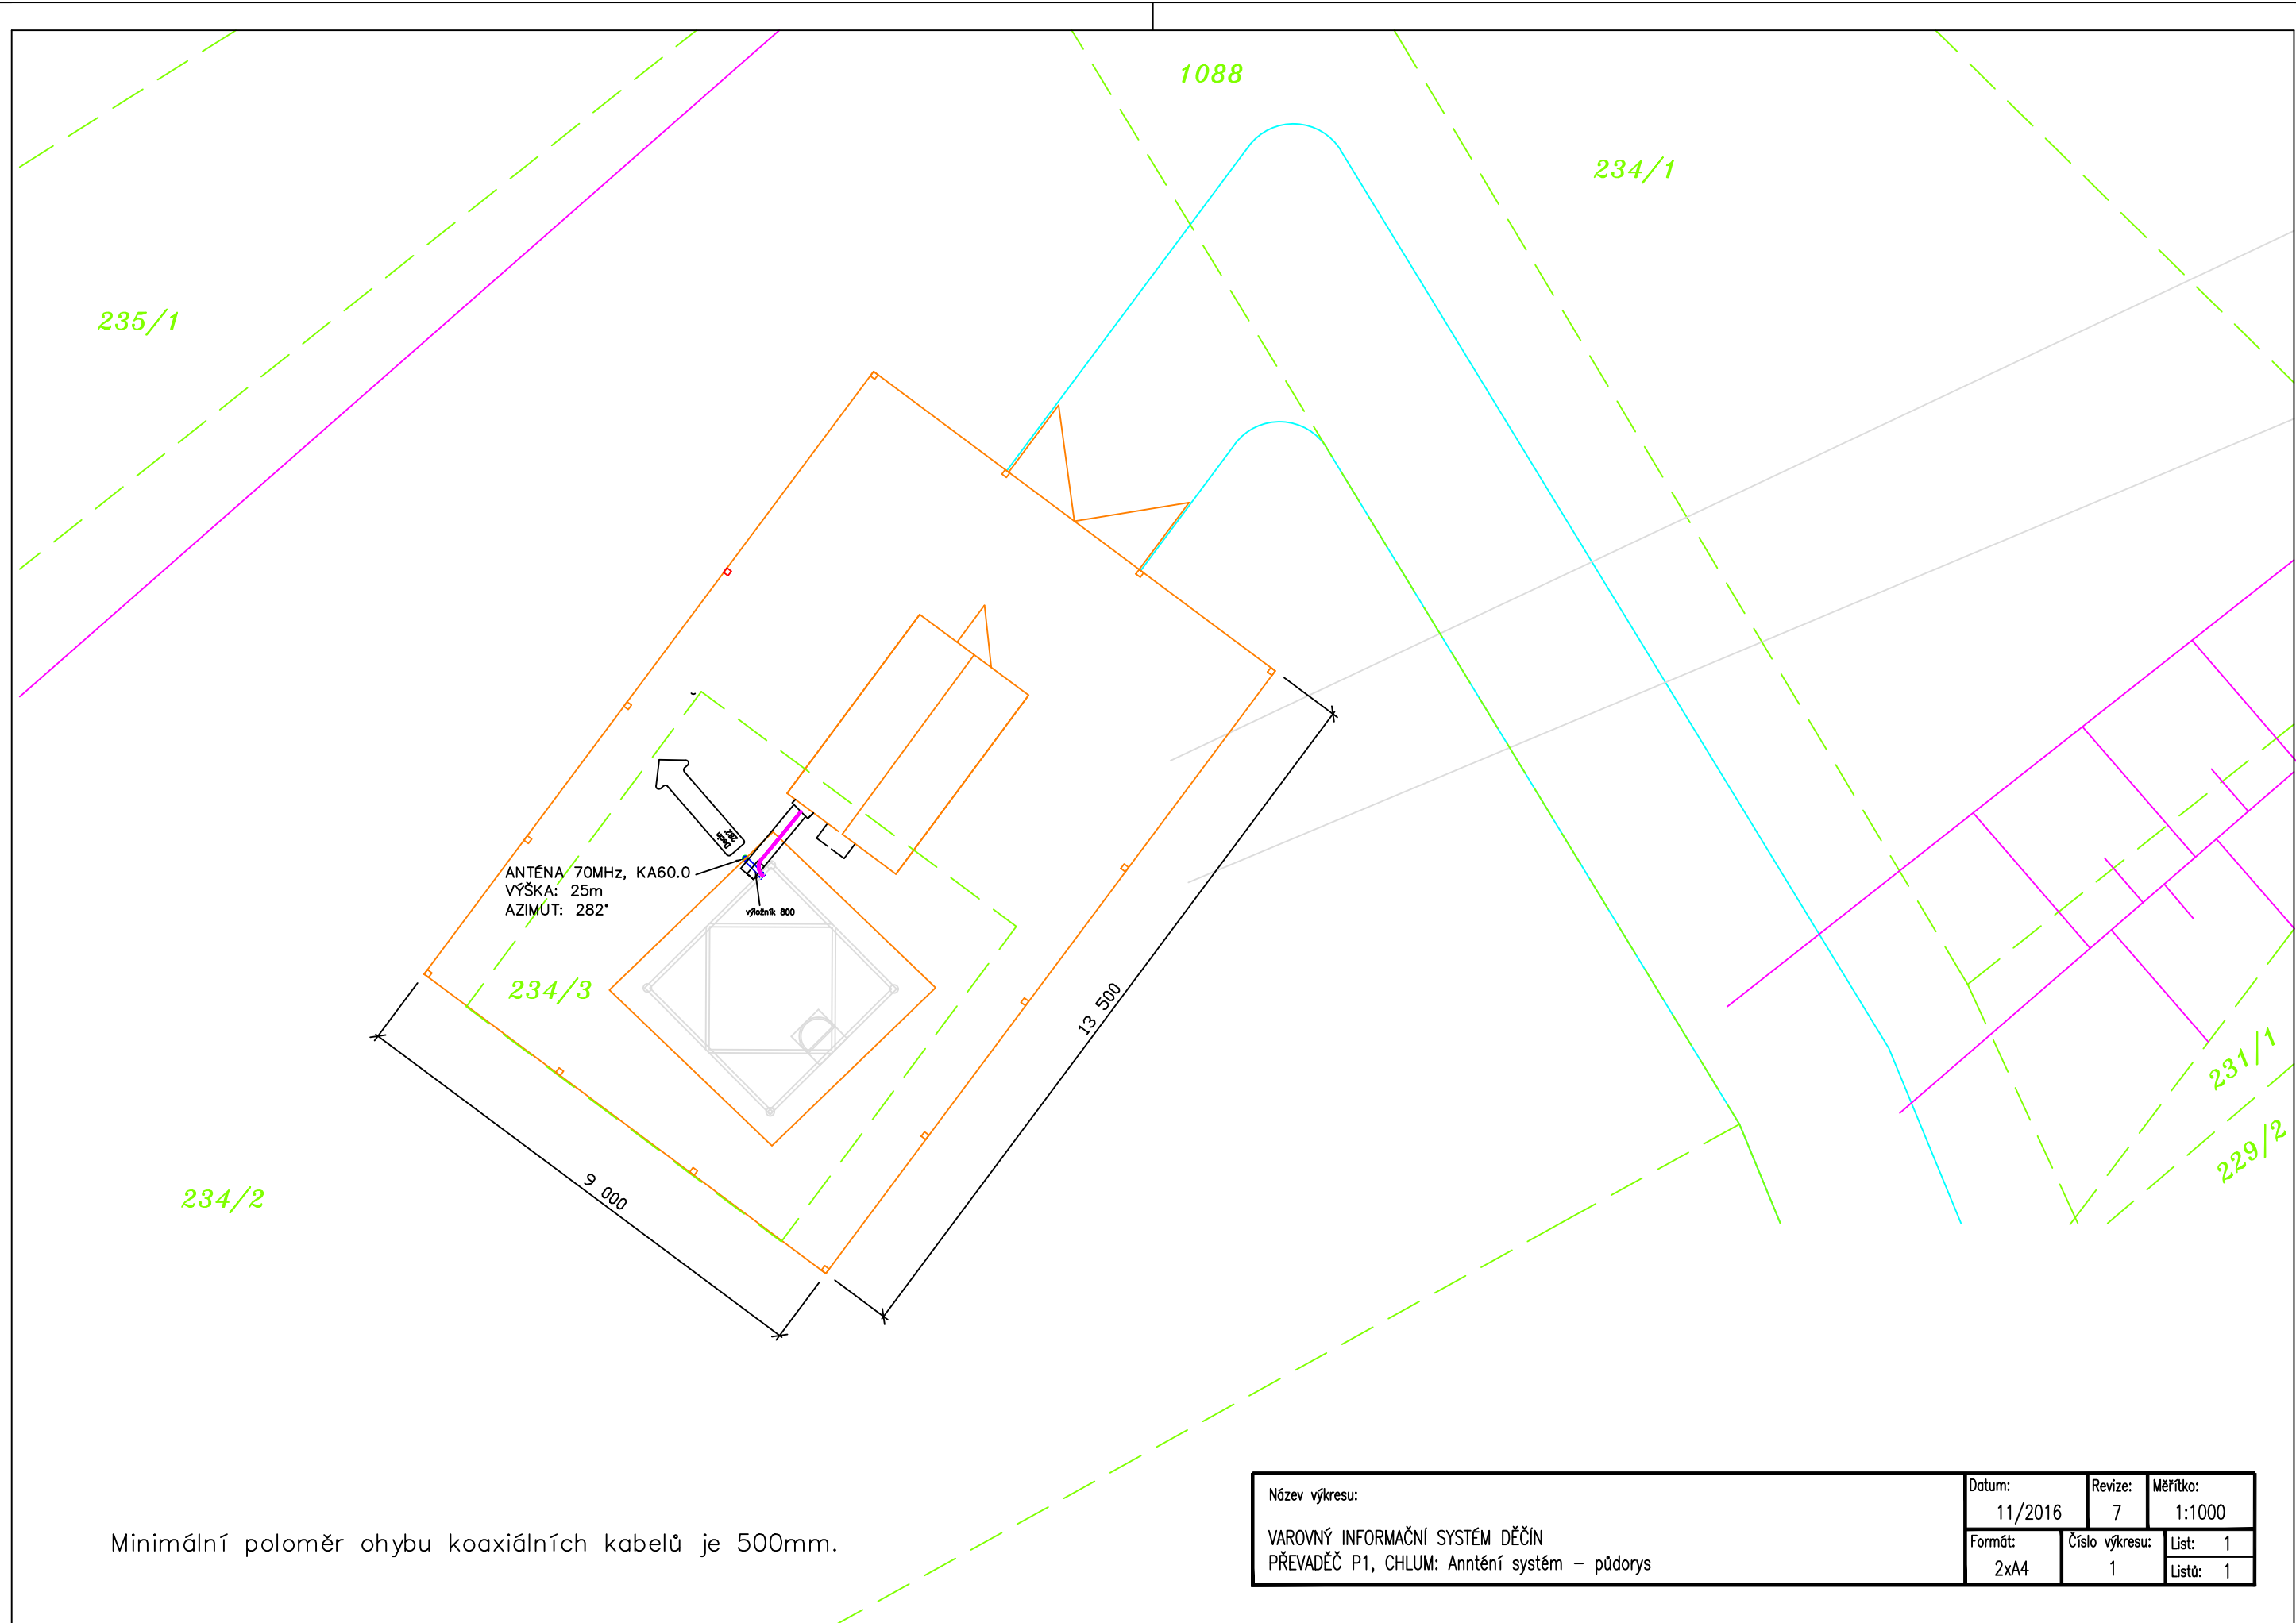 1088
234/1
235/1
Děčín
282°
ANTÉNA 70MHz, KA60.0
VÝŠKA: 25m
AZIMUT: 282°
výložník 800
234/3
13 500
231/1
229/2
234/2
9 000
Minimální poloměr ohybu koaxiálních kabelů je 500mm.
Název výkresu:
VAROVNÝ INFORMAČNÍ SYSTÉM DĚČÍN
PŘEVADĚČ P1, CHLUM: Annténí systém – půdorys
Datum:
11/2016
Revize:
7
Měřítko:
1:1000
Formát:
2xA4
Číslo výkresu:
1
List: 1
Listů: 1